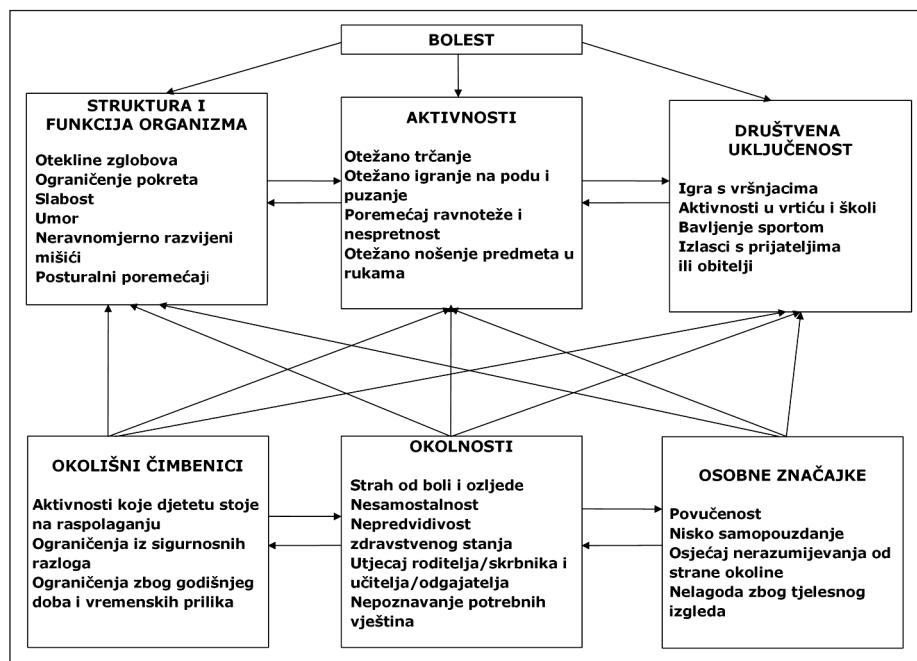 BOLEST
STRUKTURA I
FUNKCIJA ORGANIZMA
Otekline zglobova
Ograničenje pokreta
Slabost
Umor
Neravnomjerno razvijeni
mišići
Posturalni poremećaji
AKTIVNOSTI
Otežano trčanje
Otežano igranje na podu i
puzanje
Poremećaj ravnoteže i
nespretnost
Otežano nošenje predmeta u
rukama
DRUŠTVENA
UKLJUČENOST
Igra s vršnjacima
Aktivnosti u vrtiću i školi
Bavljenje sportom
Izlasci s prijateljima
ili obitelji
OKOLIŠNI ČIMBENICI
Aktivnosti koje djetetu stoje
na raspolaganju
Ograničenja iz sigurnosnih
razloga
Ograničenja zbog godišnjeg
doba i vremenskih prilika
OKOLNOSTI
Strah od boli i ozljede
Nesamostalnost
Nepredvidivost
zdravstvenog stanja
Utjecaj roditelja/skrbnika i
učitelja/odgajatelja
Nepoznavanje potrebnih
vještina
OSOBNE ZNAČAJKE
Povučenost
Nisko samopouzdanje
Osjećaj nerazumijevanja od
strane okoline
Nelagoda zbog tjelesnog
izgleda